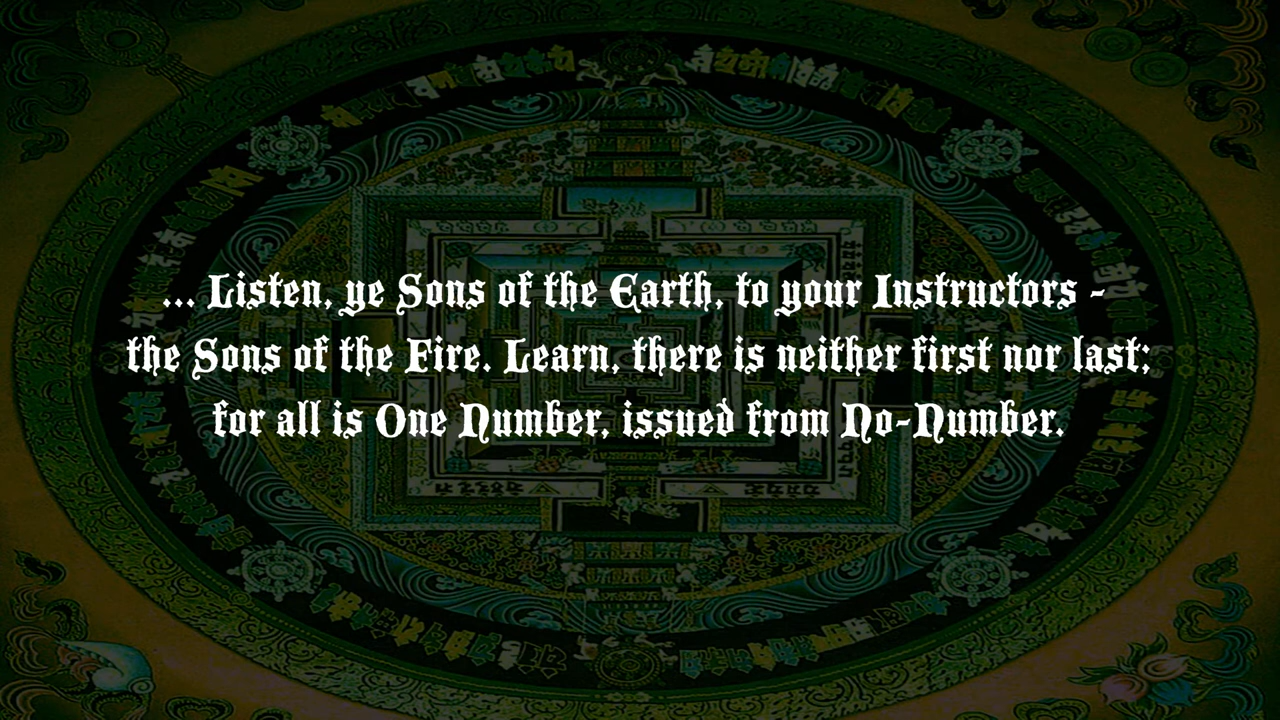 ... Listen, ye Sons of the Earth, to your Instructors -
the Sons of the Fire. Learn, there is neither first nor last;
for all is One Number, issued from No-Number.